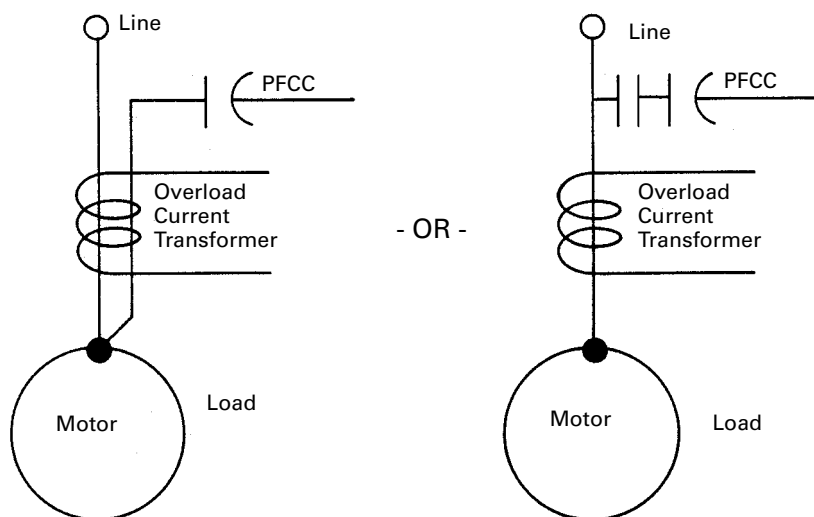 Line
PFCC
Overload
Current
Transformer
Motor
Load
- OR -
Line
PFCC
Overload
Current
Transformer
Motor
Load